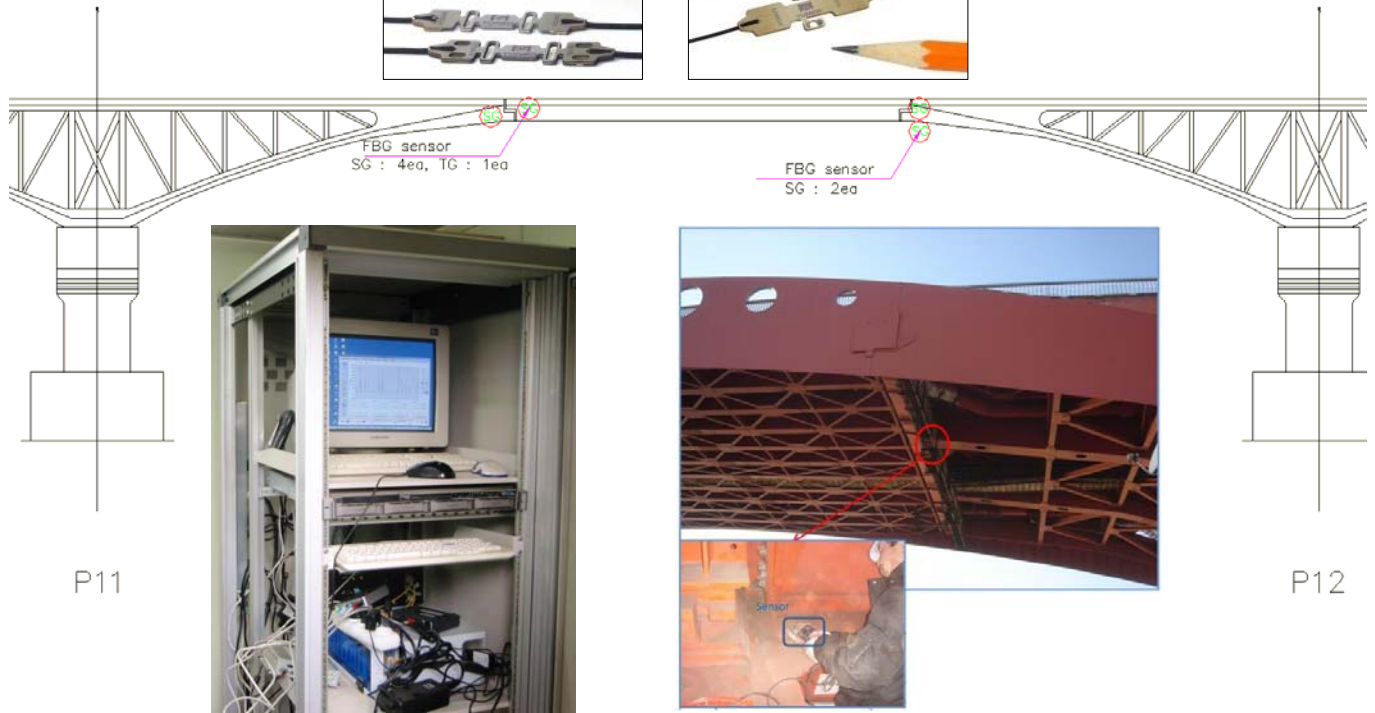 SG
SG
FBG sensor
SG : 4ea, TG : 1ea
SG
SG
FBG sensor
SG : 2ea
P11
P12
Sensor